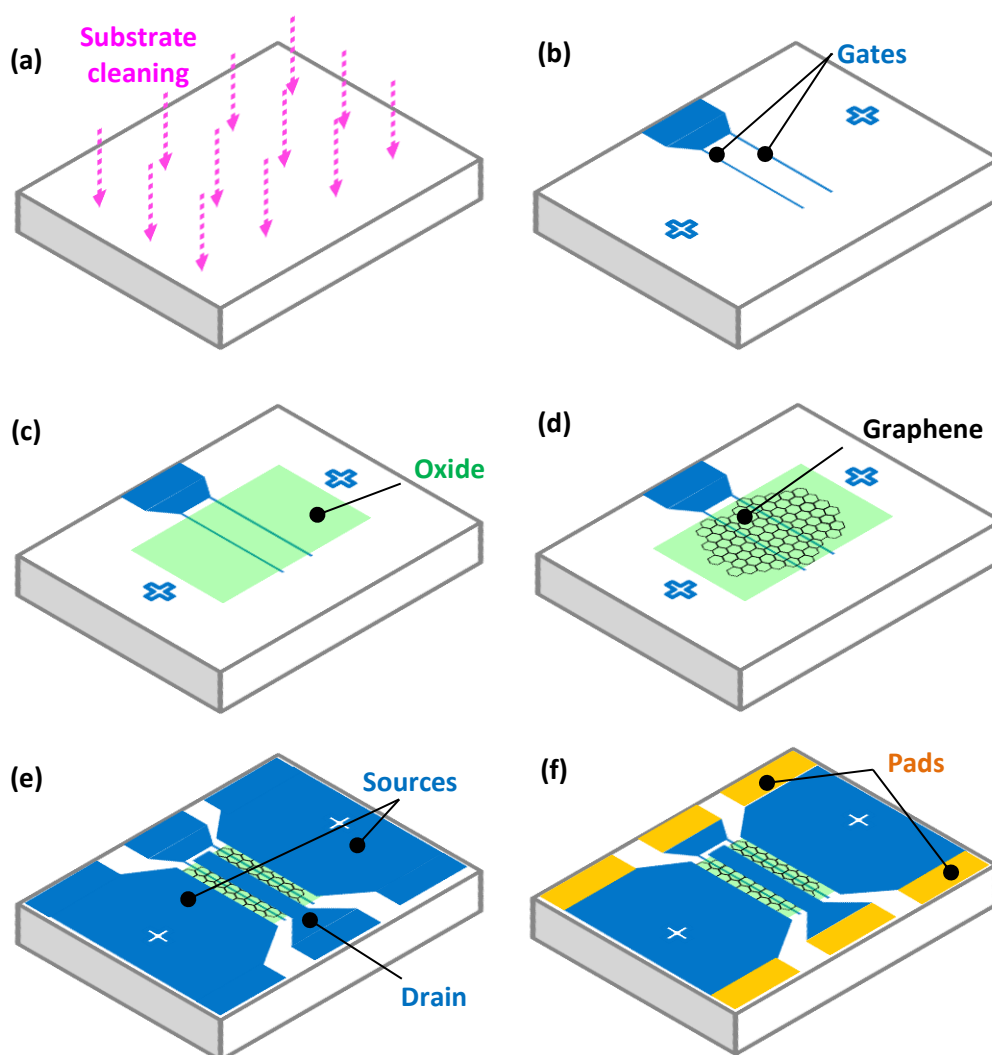 (a)
Substrate
cleaning
(b)
Gates
(c)
Oxide
(d)
Graphene
(e)
Sources
Drain
(f)
Pads